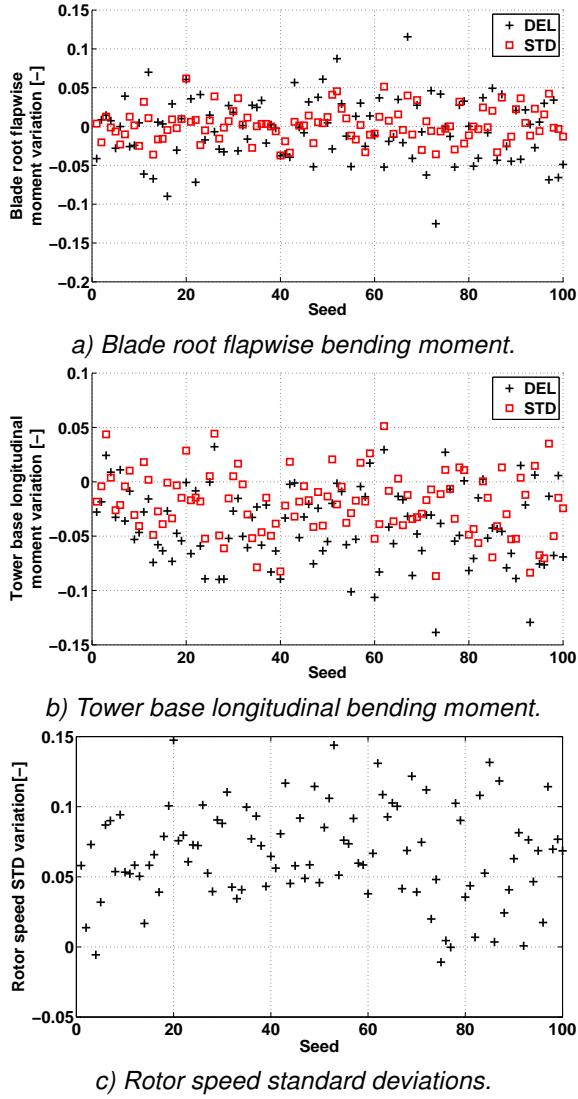 0.15
0.1
0.05
0
−0.05
−0.1
−0.15
−0.2
0 20 40 60 80 100
Blade root flapwise
moment variation [−]
Seed
DEL
STD
a) Blade root flapwise bending moment.
0.1
0.05
0
−0.05
−0.1
−0.15
0 20 40 60 80 100
Tower base longitudinal
moment variation [−]
Seed
DEL
STD
b) Tower base longitudinal bending moment.
0.15
0.1
0.05
0
−0.05
0 20 40 60 80 100
Rotor speed STD variation[−]
Seed
c) Rotor speed standard deviations.